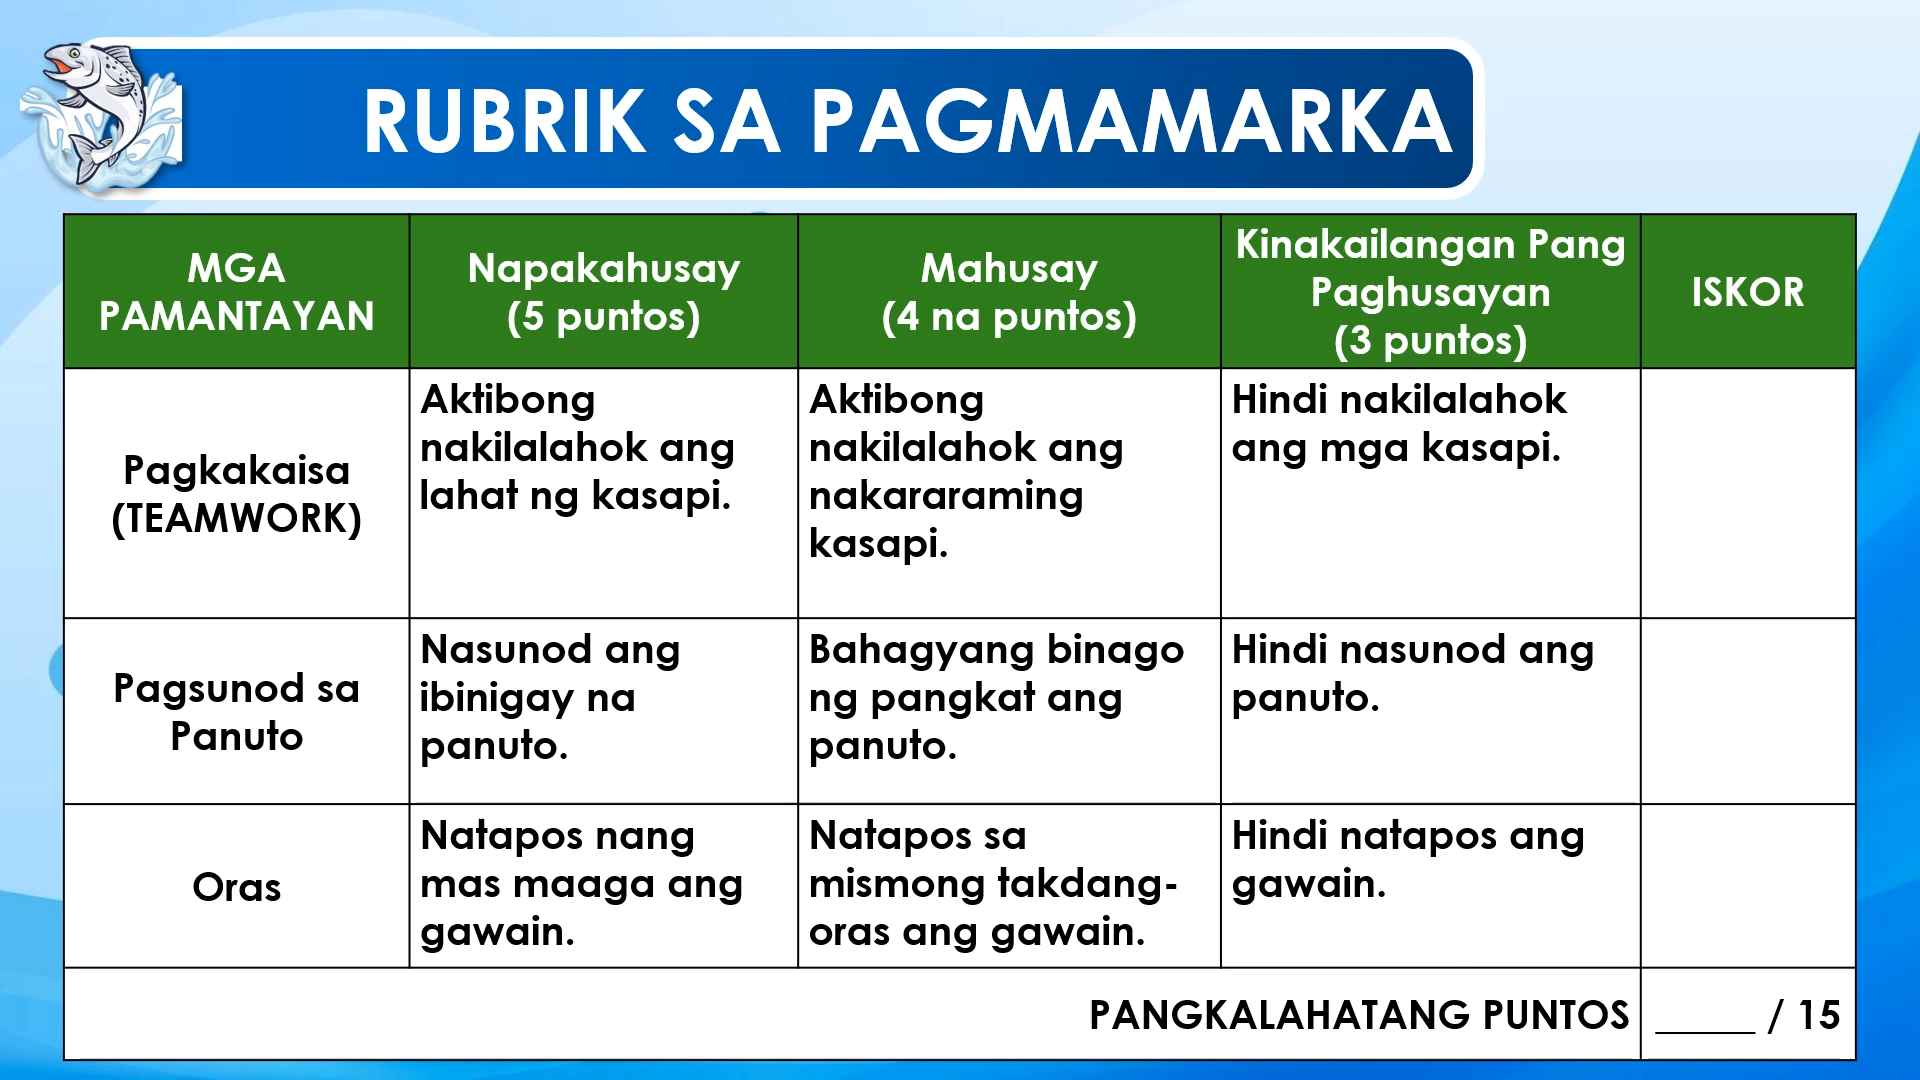 RUBRIK SA PAGMAMARKA
MGA
PAMANTAYAN
Napakahusay
(5 puntos)
Mahusay
(4 na puntos)
Kinakailangan Pang
Paghusayan
(3 puntos)
ISKOR
Pagkakaisa
(TEAMWORK)
Aktibong
nakilalahok ang
lahat ng kasapi.
Aktibong
nakilalahok ang
nakararaming
kasapi.
Hindi nakilalahok
ang mga kasapi.
Pagsunod sa
Panuto
Nasunod ang
ibinigay na
panuto.
Bahagyang binago
ng pangkat ang
panuto.
Hindi nasunod ang
panuto.
Oras
Natapos nang
mas maaga ang
gawain.
Natapos sa
mismong takdang-
oras ang gawain.
Hindi natapos ang
gawain.
PANGKALAHATANG PUNTOS
_____ / 15